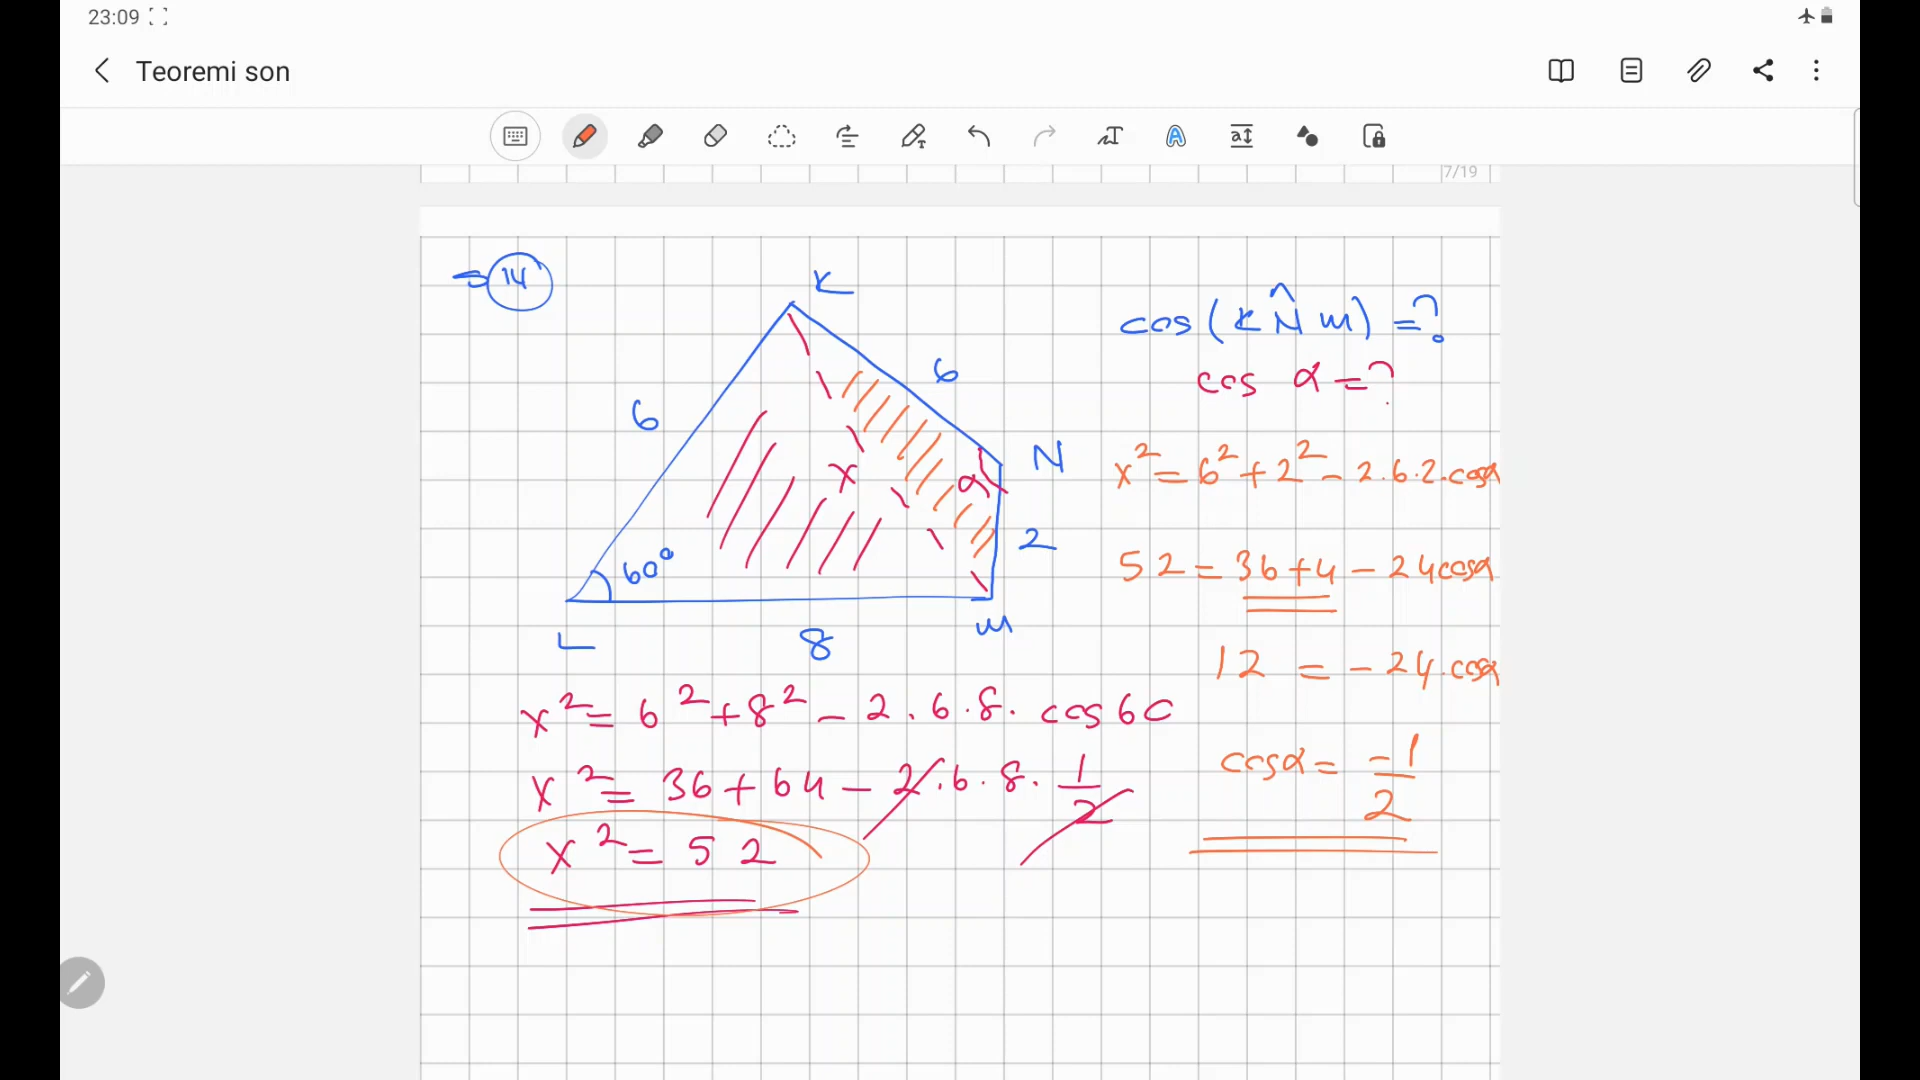 23:09
Teoremi son
7/19
14
K
cos(KN̂M) = ?
6
6
cos α = ?
N
x
α
x² = 6² + 2² - 2.6.2.cosα
2
60°
52 = 36+4 - 24cosα
L
8
M
12 = - 24.cosα
x² = 6² + 8² - 2.6.8. cos60
x² = 36 + 64 - 2.6.8. 1/2
cosα = -1/2
x² = 52